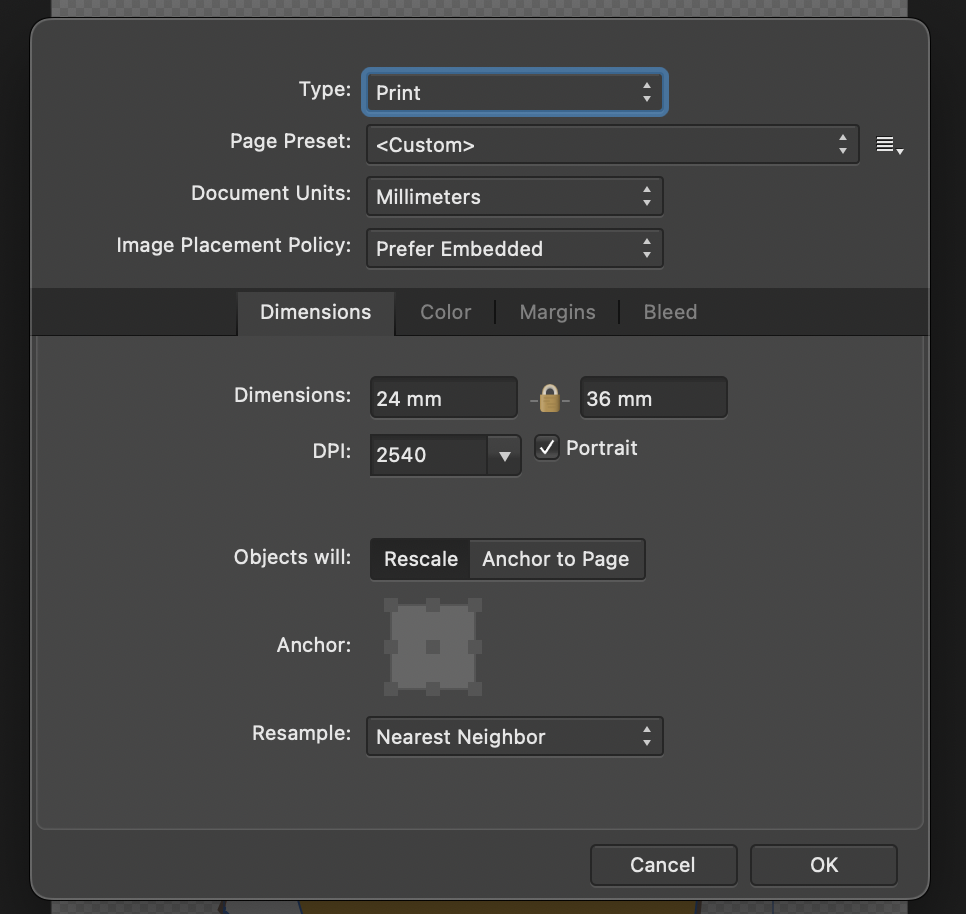 Type: Print
Page Preset: <Custom>
Document Units: Millimeters
Image Placement Policy: Prefer Embedded
Dimensions Color Margins Bleed
Dimensions: 24 mm 36 mm
DPI: 2540 Portrait
Objects will: Rescale Anchor to Page
Anchor:
Resample: Nearest Neighbor
Cancel OK